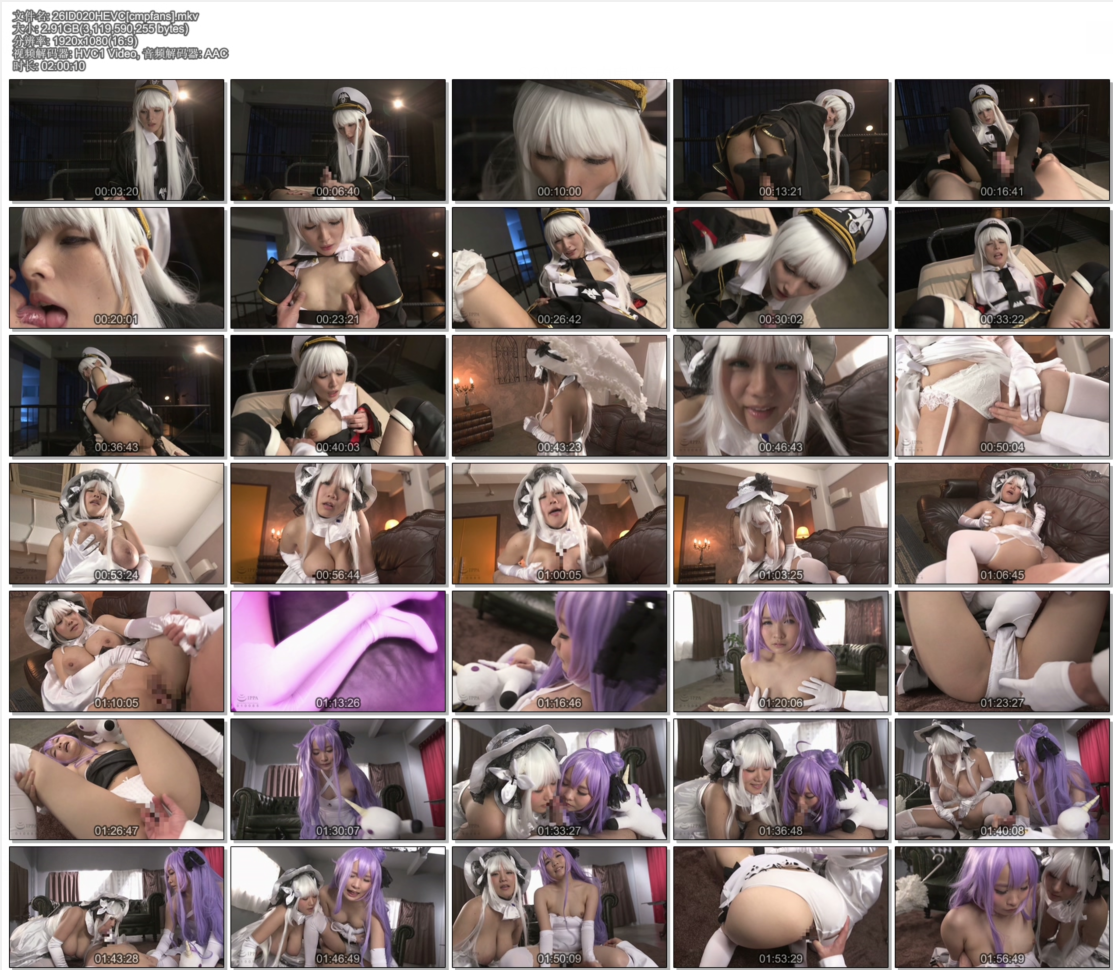 文件名: 26ID020HEVC[cmpfans].mkv
大小: 2.91GB(3,119,590,255 bytes)
分辨率: 1920x1080(16:9)
视频解码器: HVC1 Video, 音频解码器: AAC
时长: 02:00:10
00:03:20 00:06:40 00:10:00 00:13:21 00:16:41
00:20:01 00:23:21 00:26:42 00:30:02 00:33:22
00:36:43 00:40:03 00:43:23 00:46:43 00:50:04
00:53:24 00:56:44 01:00:05 01:03:25 01:06:45
01:10:05 01:13:26 01:16:46 01:20:06 01:23:27
01:26:47 01:30:07 01:33:27 01:36:48 01:40:08
01:43:28 01:46:49 01:50:09 01:53:29 01:56:49